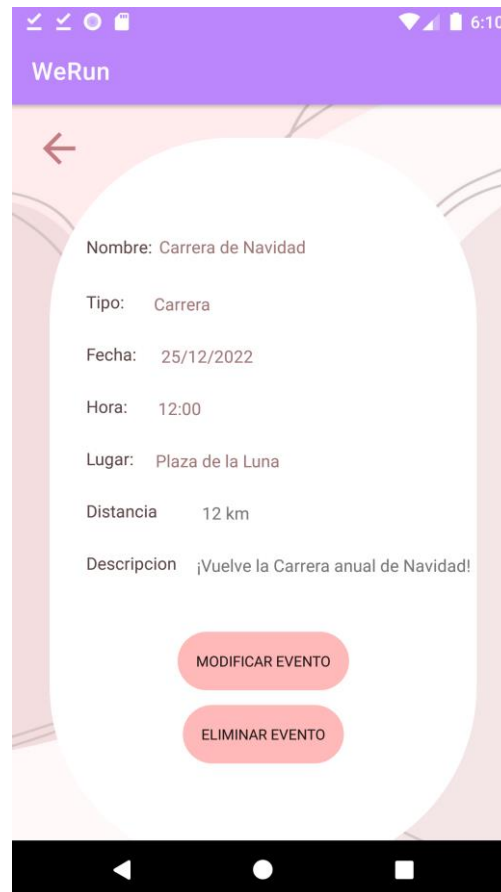 6:10
WeRun
Nombre: Carrera de Navidad
Tipo: Carrera
Fecha: 25/12/2022
Hora: 12:00
Lugar: Plaza de la Luna
Distancia 12 km
Descripcion ¡Vuelve la Carrera anual de Navidad!
MODIFICAR EVENTO
ELIMINAR EVENTO